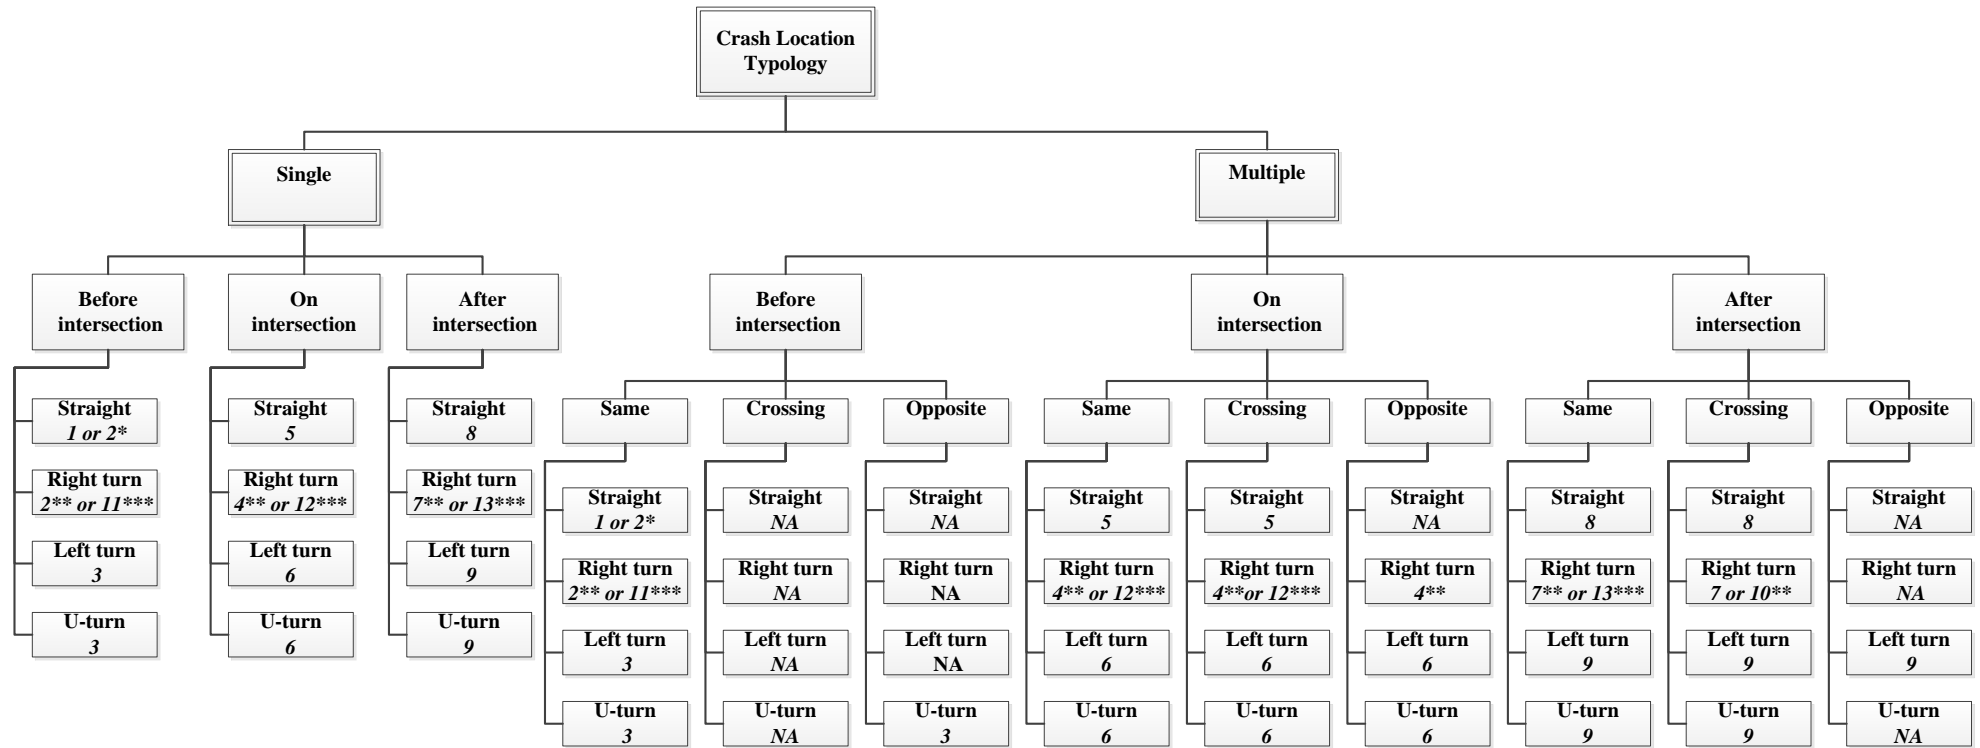 Crash Location
Typology
Single
Multiple
Before
intersection
On
intersection
After
intersection
Before
intersection
On
intersection
After
intersection
Straight
1 or 2*
Right turn
2** or 11***
Left turn
3
U-turn
3
Straight
5
Right turn
4** or 12***
Left turn
6
U-turn
6
Straight
8
Right turn
7** or 13***
Left turn
9
U-turn
9
Same
Straight
1 or 2*
Right turn
2** or 11***
Left turn
3
U-turn
3
Crossing
Straight
NA
Right turn
NA
Left turn
NA
U-turn
NA
Opposite
Straight
NA
Right turn
NA
Left turn
NA
U-turn
3
Same
Straight
5
Right turn
4** or 12***
Left turn
6
U-turn
6
Crossing
Straight
5
Right turn
4**or 12***
Left turn
6
U-turn
6
Opposite
Straight
NA
Right turn
4**
Left turn
6
U-turn
6
Same
Straight
8
Right turn
7** or 13***
Left turn
9
U-turn
9
Crossing
Straight
8
Right turn
7 or 10**
Left turn
9
U-turn
9
Opposite
Straight
NA
Right turn
NA
Left turn
9
U-turn
NA